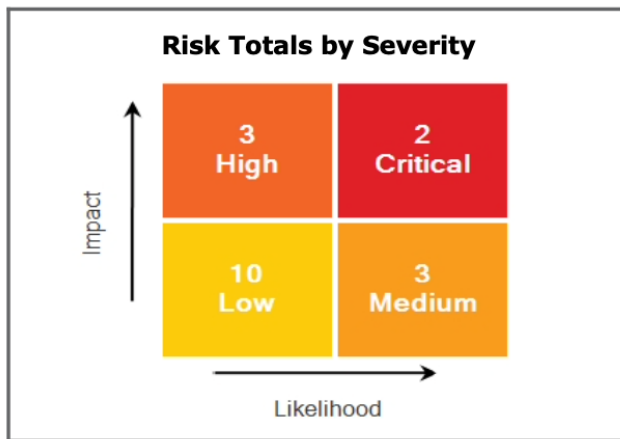 Risk Totals by Severity
3
High
2
Critical
Impact
10
Low
3
Medium
Likelihood